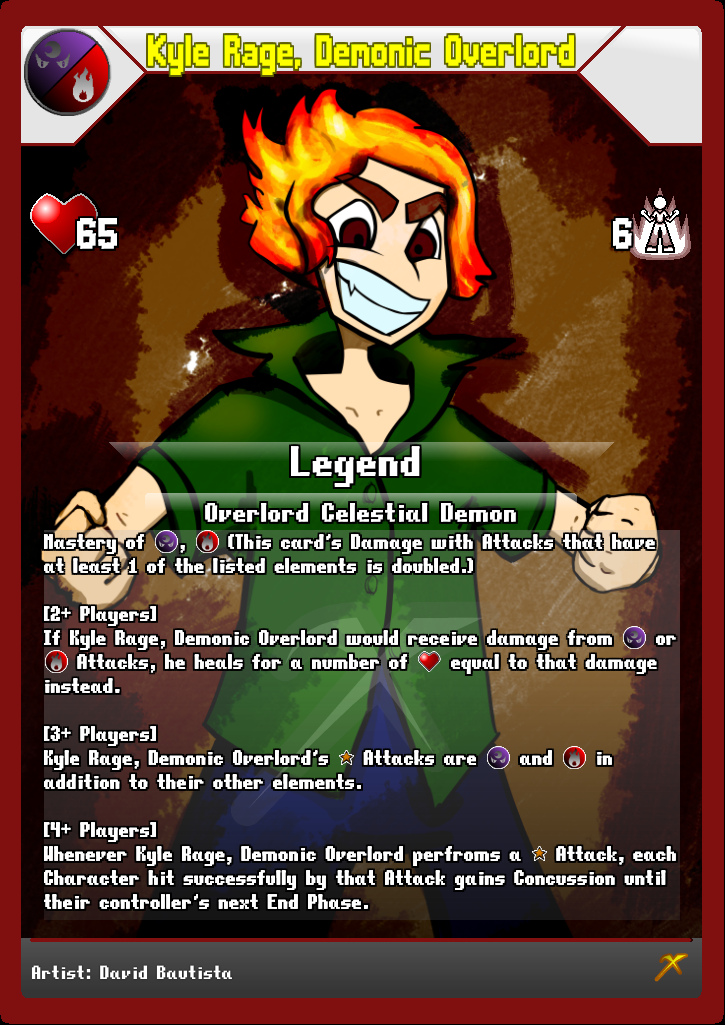 Kyle Rage, Demonic Overlord
65
6
Legend
Overlord Celestial Demon
Mastery of , (This card's Damage with Attacks that have
at least 1 of the listed elements is doubled.)
[2+ Players]
If Kyle Rage, Demonic Overlord would receive damage from or
Attacks, he heals for a number of equal to that damage
instead.
[3+ Players]
Kyle Rage, Demonic Overlord's Attacks are and in
addition to their other elements.
[4+ Players]
Whenever Kyle Rage, Demonic Overlord perfroms a Attack, each
Character hit successfully by that Attack gains Concussion until
their controller's next End Phase.
Artist: David Bautista